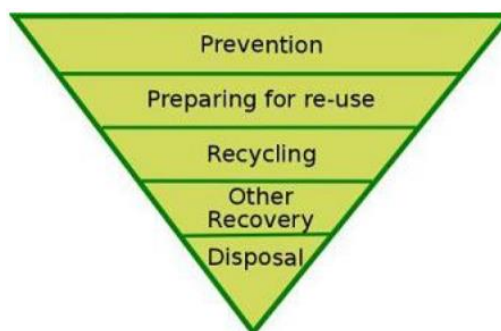 Prevention
Preparing for re-use
Recycling
Other
Recovery
Disposal